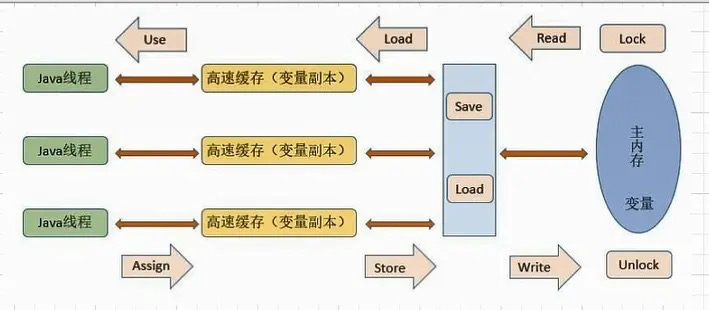 Use
Load
Read
Lock
Java线程
高速缓存（变量副本）
Save
主内存
变量
Java线程
高速缓存（变量副本）
Load
Java线程
高速缓存（变量副本）
Assign
Store
Write
Unlock